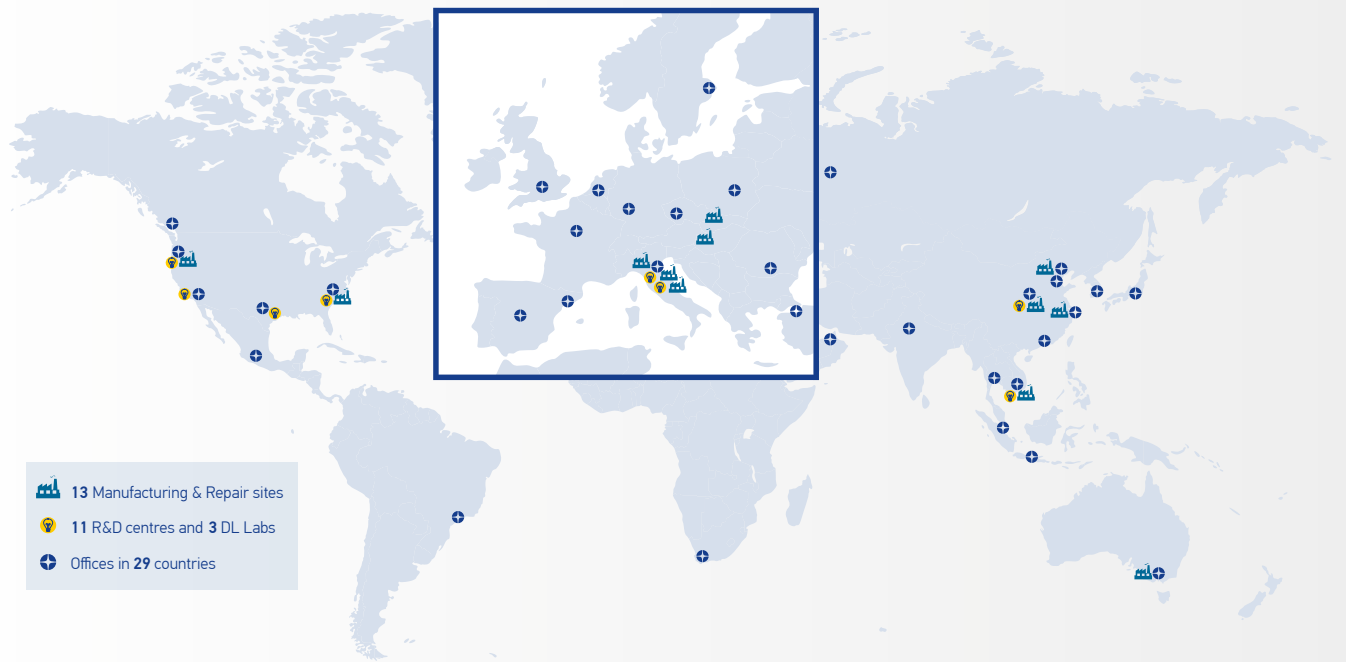 13 Manufacturing & Repair sites
11 R&D centres and 3 DL Labs
Offices in 29 countries